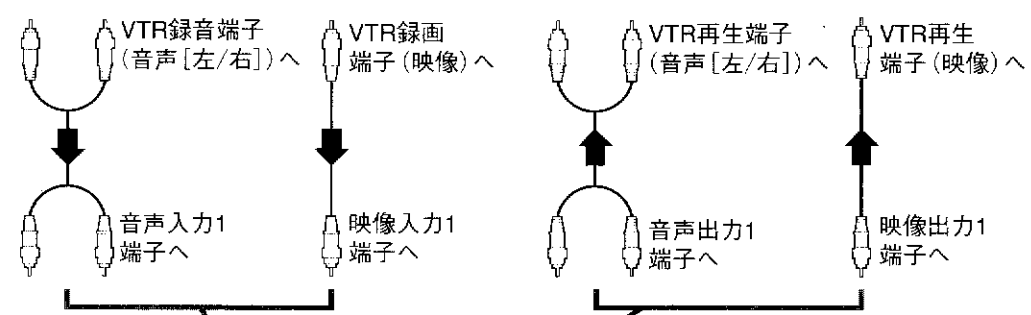 VTR録音端子
(音声[左/右])へ
VTR録画
端子(映像)へ
VTR再生端子
(音声[左/右])へ
VTR再生
端子(映像)へ
音声入力1
端子へ
映像入力1
端子へ
音声出力1
端子へ
映像出力1
端子へ